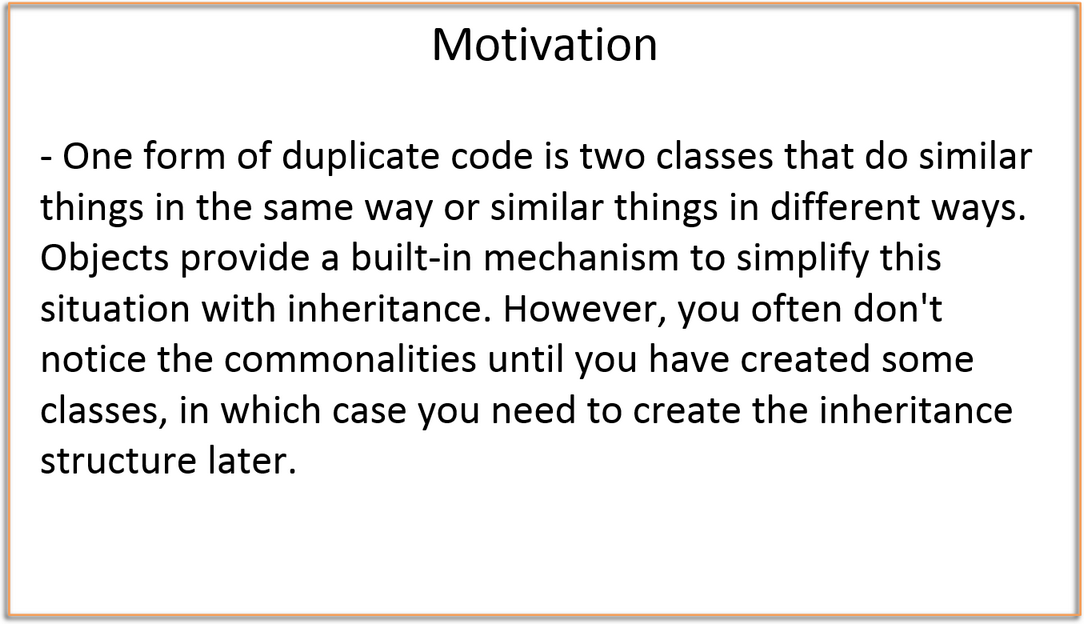 Motivation
- One form of duplicate code is two classes that do similar
things in the same way or similar things in different ways.
Objects provide a built-in mechanism to simplify this
situation with inheritance. However, you often don't
notice the commonalities until you have created some
classes, in which case you need to create the inheritance
structure later.